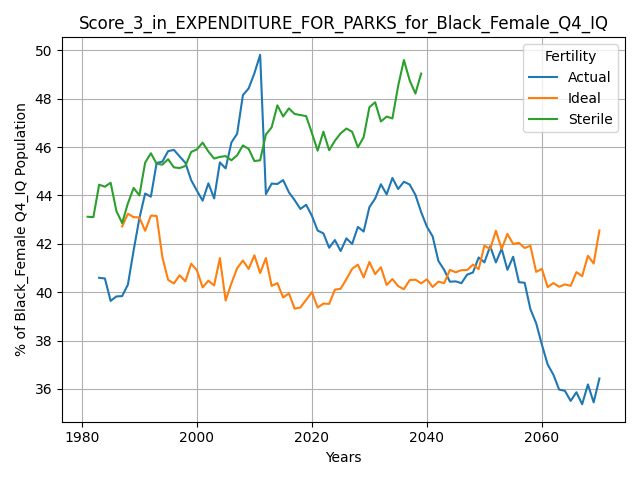 Score_3_in_EXPENDITURE_FOR_PARKS_for_Black_Female_Q4_IQ
% of Black_Female Q4_IQ Population
50
48
46
44
42
40
38
36
Fertility
Actual
Ideal
Sterile
1980
2000
2020
2040
2060
Years